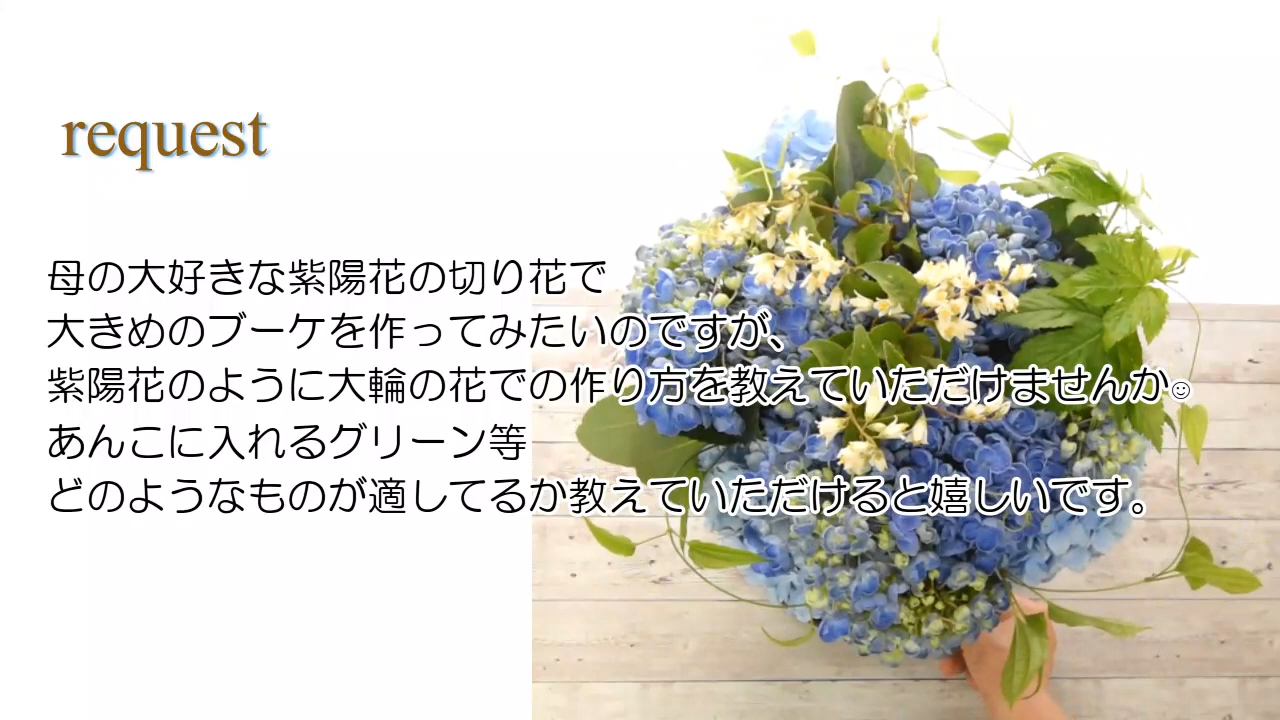 request
母の大好きな紫陽花の切り花で
大きめのブーケを作ってみたいのですが、
紫陽花のように大輪の花での作り方を教えていただけませんか☺
あんこに入れるグリーン等
どのようなものが適してるか教えていただけると嬉しいです。